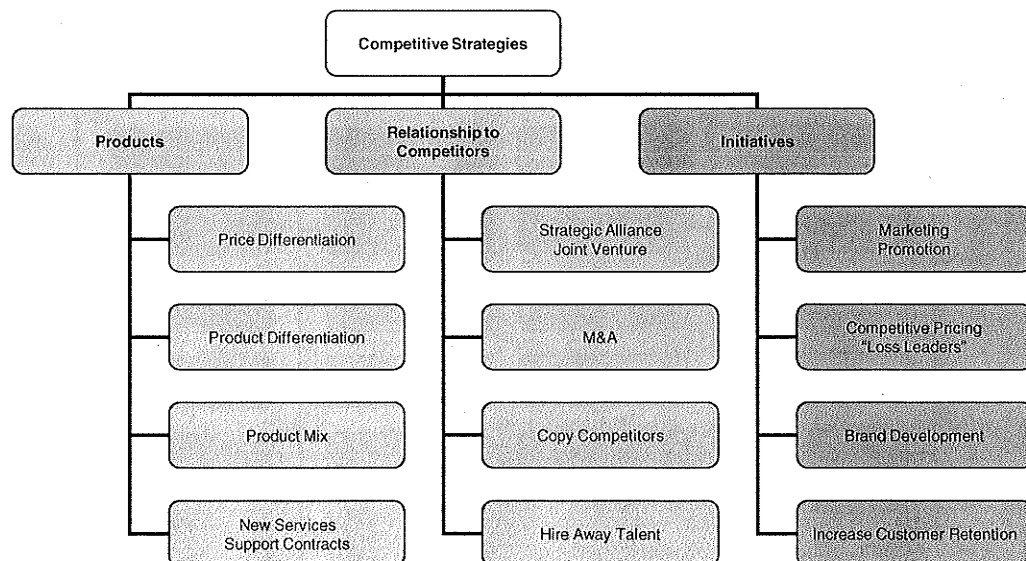 Competitive Strategies
Products
Relationship to
Competitors
Initiatives
Price Differentiation
Strategic Alliance
Joint Venture
Marketing
Promotion
Product Differentiation
M&A
Competitive Pricing
"Loss Leaders"
Product Mix
Copy Competitors
Brand Development
New Services
Support Contracts
Hire Away Talent
Increase Customer Retention